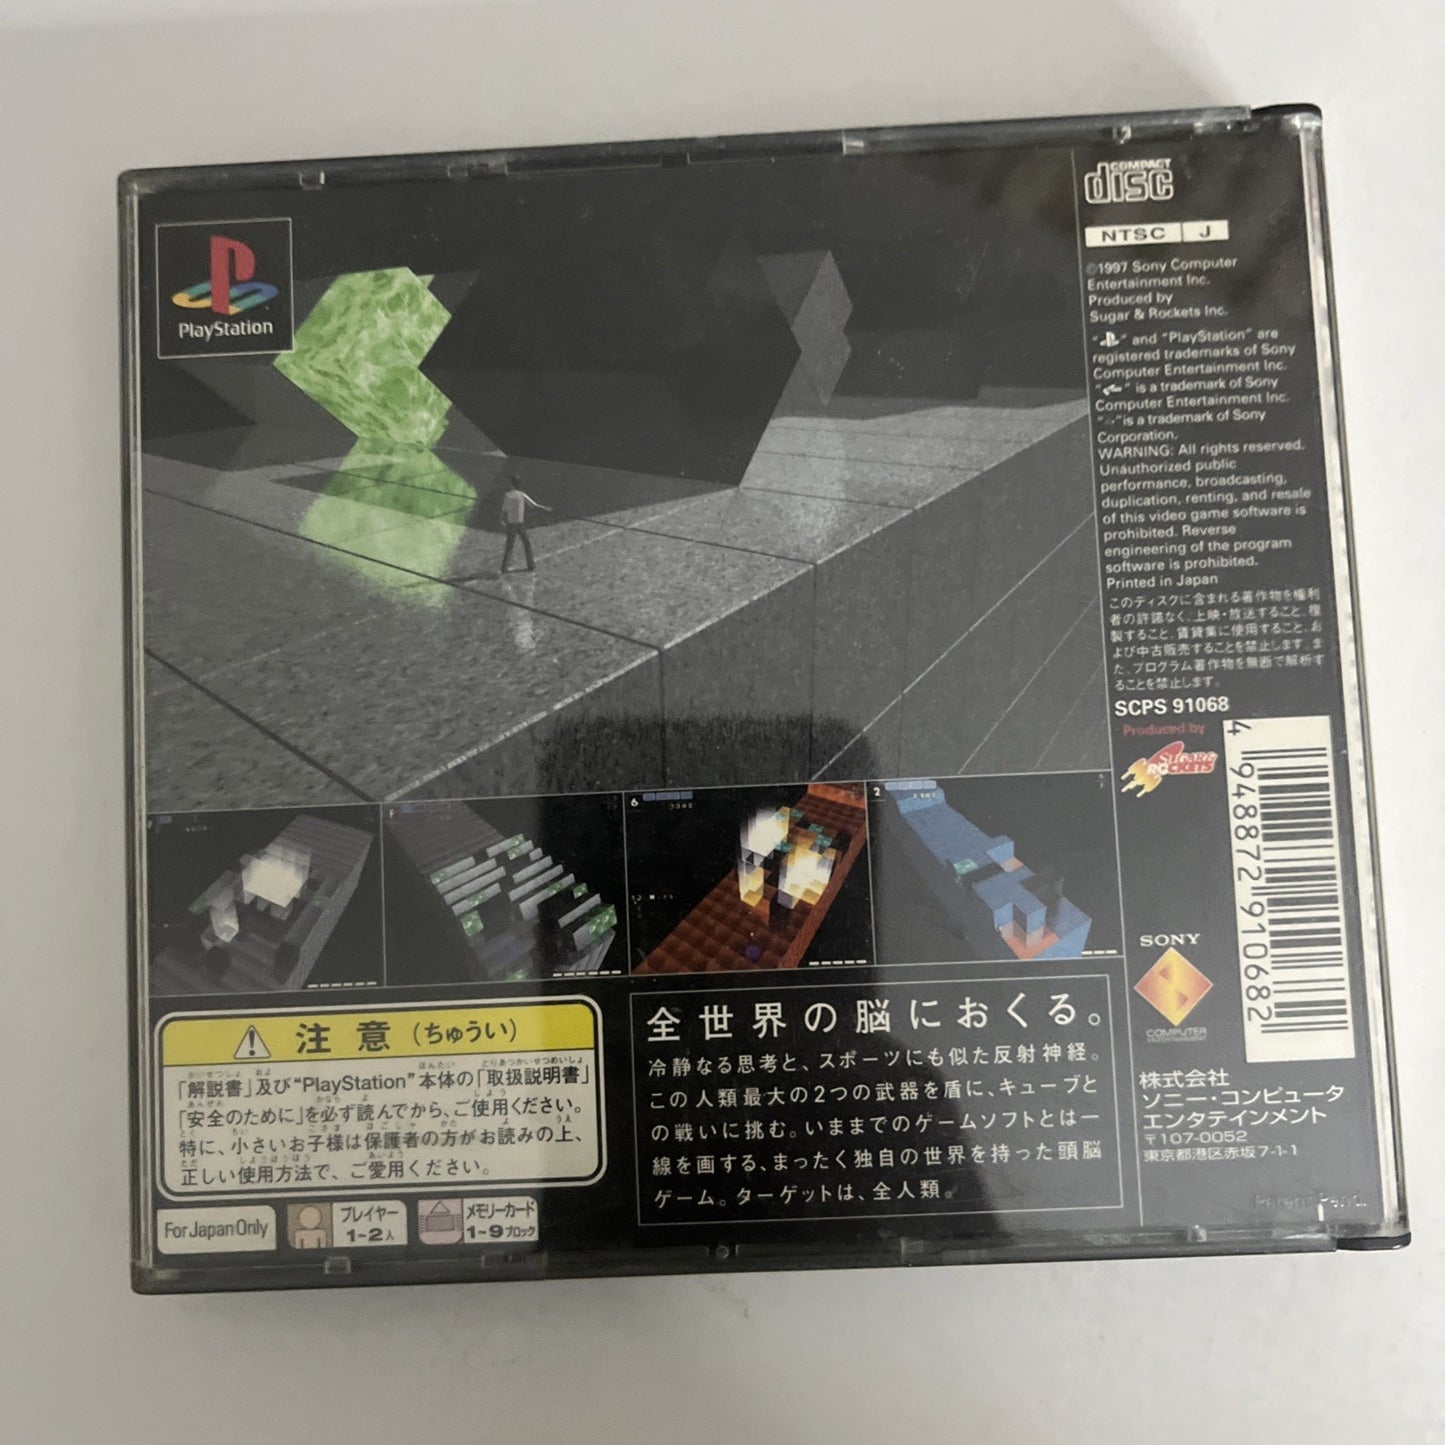 PlayStation
COMPACT
disc
NTSC J
©1997 Sony Computer
Entertainment Inc.
Produced by
Sugar & Rockets Inc.
" " and "PlayStation" are
registered trademarks of Sony
Computer Entertainment Inc.
" " is a trademark of Sony
Computer Entertainment Inc.
" " is a trademark of Sony
Corporation.
WARNING: All rights reserved.
Unauthorized public
performance, broadcasting,
duplication, renting, and resale
of this video game software is
prohibited. Reverse
engineering of the program
software is prohibited.
Printed in Japan
このディスクに含まれる著作物を権利
者の許諾なく、上映・放送すること、複
製すること、賃貸業に使用すること、お
よび中古販売することを禁止します。ま
た、プログラム著作物を無断で解析す
ることを禁止します。
SCPS 91068
Produced by
SUGAR &
ROCKETS
4 948872 910682
6
2
SONY
COMPUTER
ENTERTAINMENT
株式会社
ソニー・コンピュータ
エンタテインメント
〒107-0052
東京都港区赤坂7-1-1
Patent Pend.
注意(ちゅうい)
「解説書」及び"PlayStation"本体の「取扱説明書」
「安全のために」を必ず読んでから、ご使用ください。
特に、小さいお子様は保護者の方がお読みの上、
正しい使用方法で、ご愛用ください。
For Japan Only
プレイヤー
1~2人
メモリーカード
1~9ブロック
全世界の脳におくる。
冷静なる思考と、スポーツにも似た反射神経。
この人類最大の2つの武器を盾に、キューブと
の戦いに挑む。いままでのゲームソフトとは一
線を画する、まったく独自の世界を持った頭脳
ゲーム。ターゲットは、全人類。